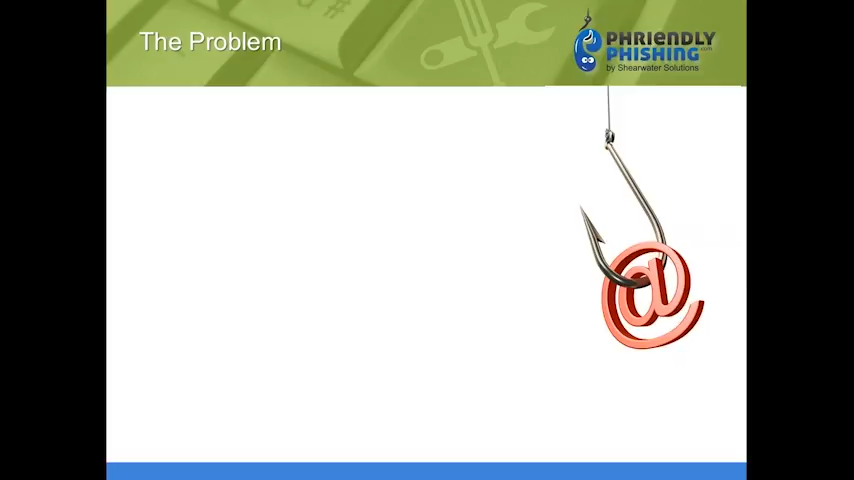 The Problem
PHRIENDLY
PHISHING.com
by Shearwater Solutions
@